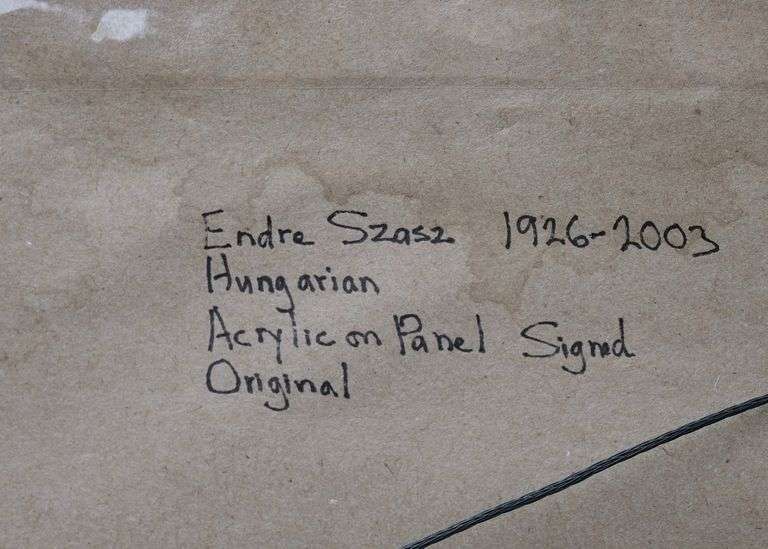 Endre Szasz 1926-2003
Hungarian
Acrylic on Panel Signed
Original